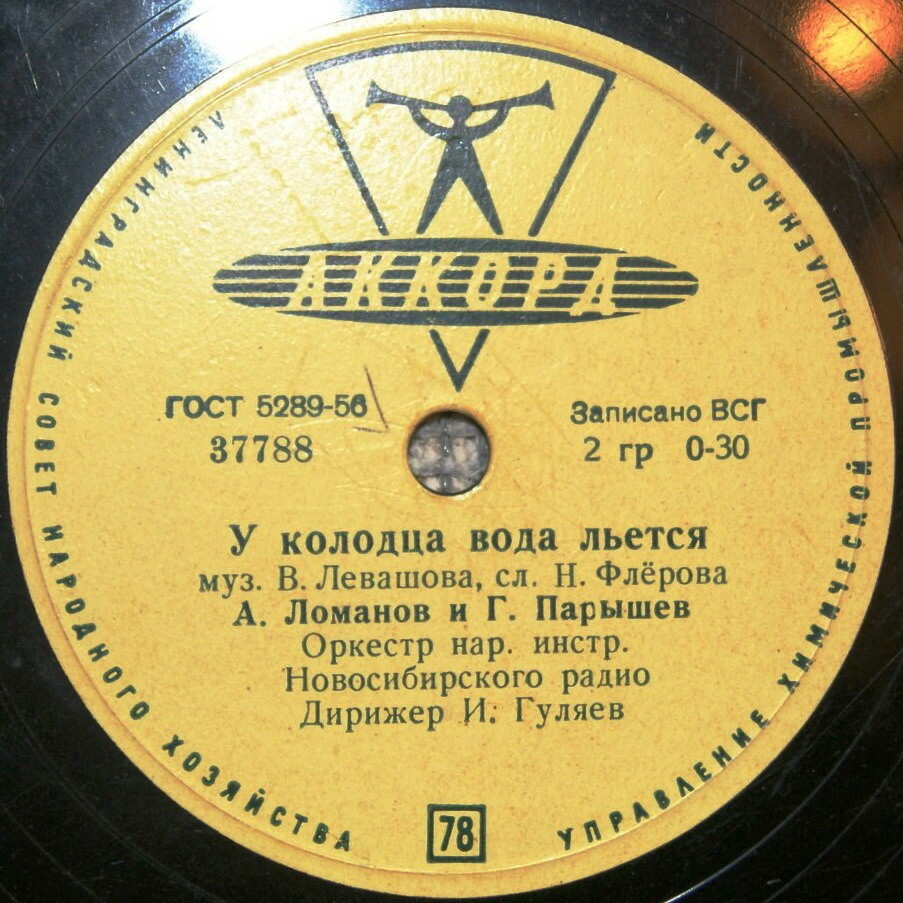 ЛЕНИНГРАДСКИЙ СОВЕТ НАРОДНОГО ХОЗЯЙСТВА
УПРАВЛЕНИЕ ХИМИЧЕСКОЙ ПРОМЫШЛЕННОСТИ
АККОРД
ГОСТ 5289-56
37788
Записано ВСГ
2 гр 0-30
У колодца вода льется
муз. В. Левашова, сл. Н. Флёрова
А. Ломанов и Г. Парышев
Оркестр нар. инстр.
Новосибирского радио
Дирижер И. Гуляев
78